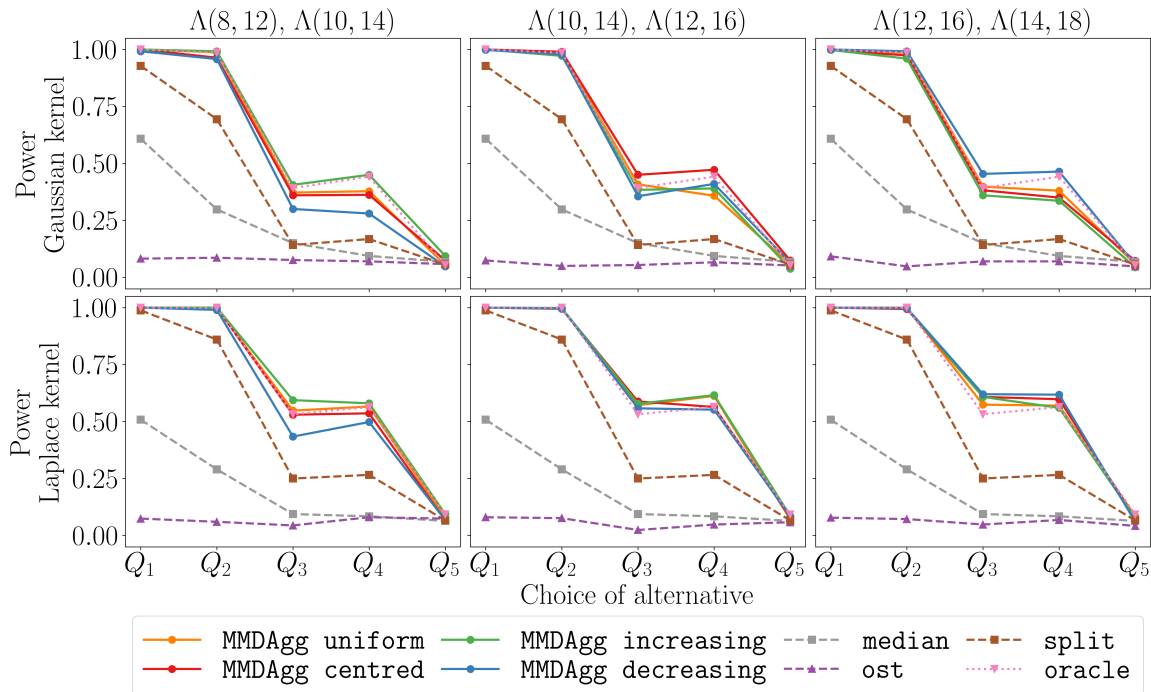 Λ(8, 12), Λ(10, 14)
Λ(10, 14), Λ(12, 16)
Λ(12, 16), Λ(14, 18)
Power
Gaussian kernel
1.00
0.75
0.50
0.25
0.00
Power
Laplace kernel
1.00
0.75
0.50
0.25
0.00
Q₁ Q₂ Q₃ Q₄ Q₅
Q₁ Q₂ Q₃ Q₄ Q₅
Q₁ Q₂ Q₃ Q₄ Q₅
Choice of alternative
MMDAgg uniform MMDAgg increasing median split
MMDAgg centred MMDAgg decreasing ost oracle